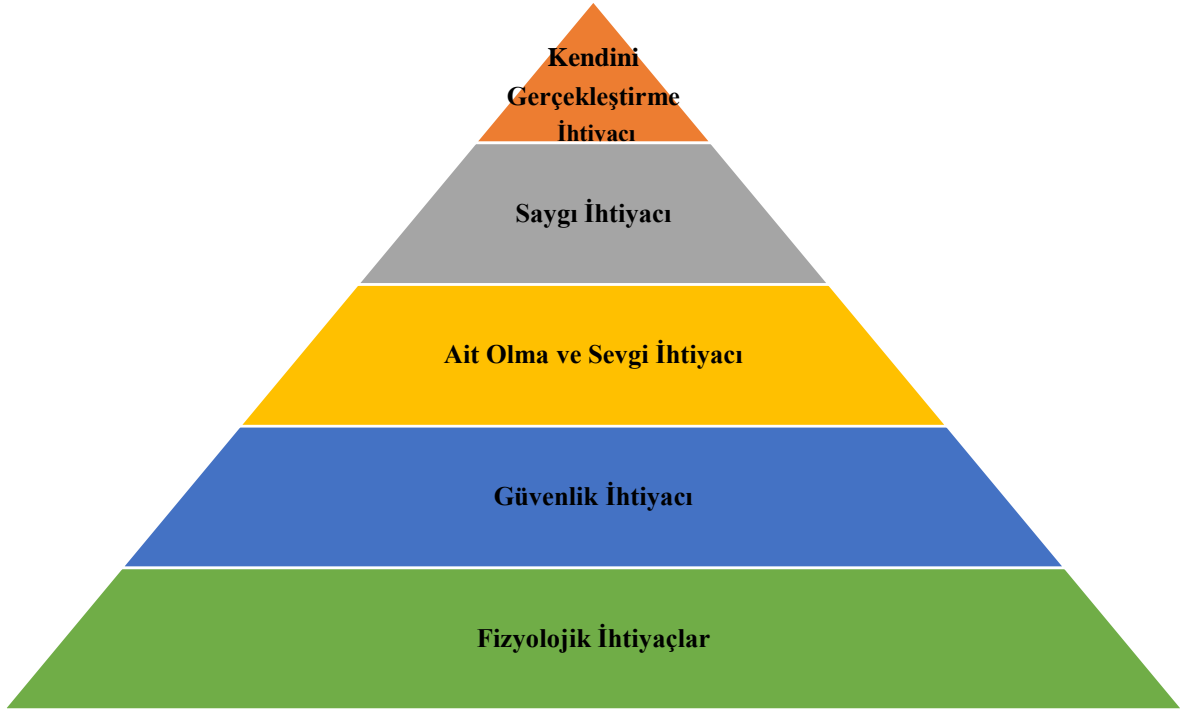 Kendini
Gerçekleştirme
İhtiyacı
Saygı İhtiyacı
Ait Olma ve Sevgi İhtiyacı
Güvenlik İhtiyacı
Fizyolojik İhtiyaçlar